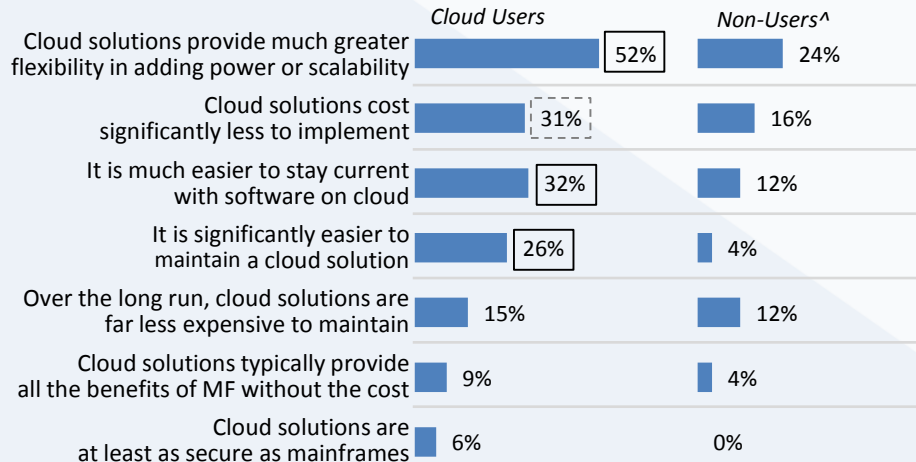 Cloud Users Non-Users^
Cloud solutions provide much greater
flexibility in adding power or scalability
52% 24%
Cloud solutions cost
significantly less to implement
31% 16%
It is much easier to stay current
with software on cloud
32% 12%
It is significantly easier to
maintain a cloud solution
26% 4%
Over the long run, cloud solutions are
far less expensive to maintain
15% 12%
Cloud solutions typically provide
all the benefits of MF without the cost
9% 4%
Cloud solutions are
at least as secure as mainframes
6% 0%